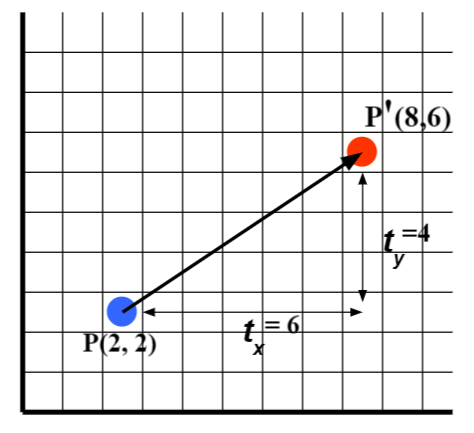 P'(8,6)
t_y=4
t_x= 6
P(2, 2)